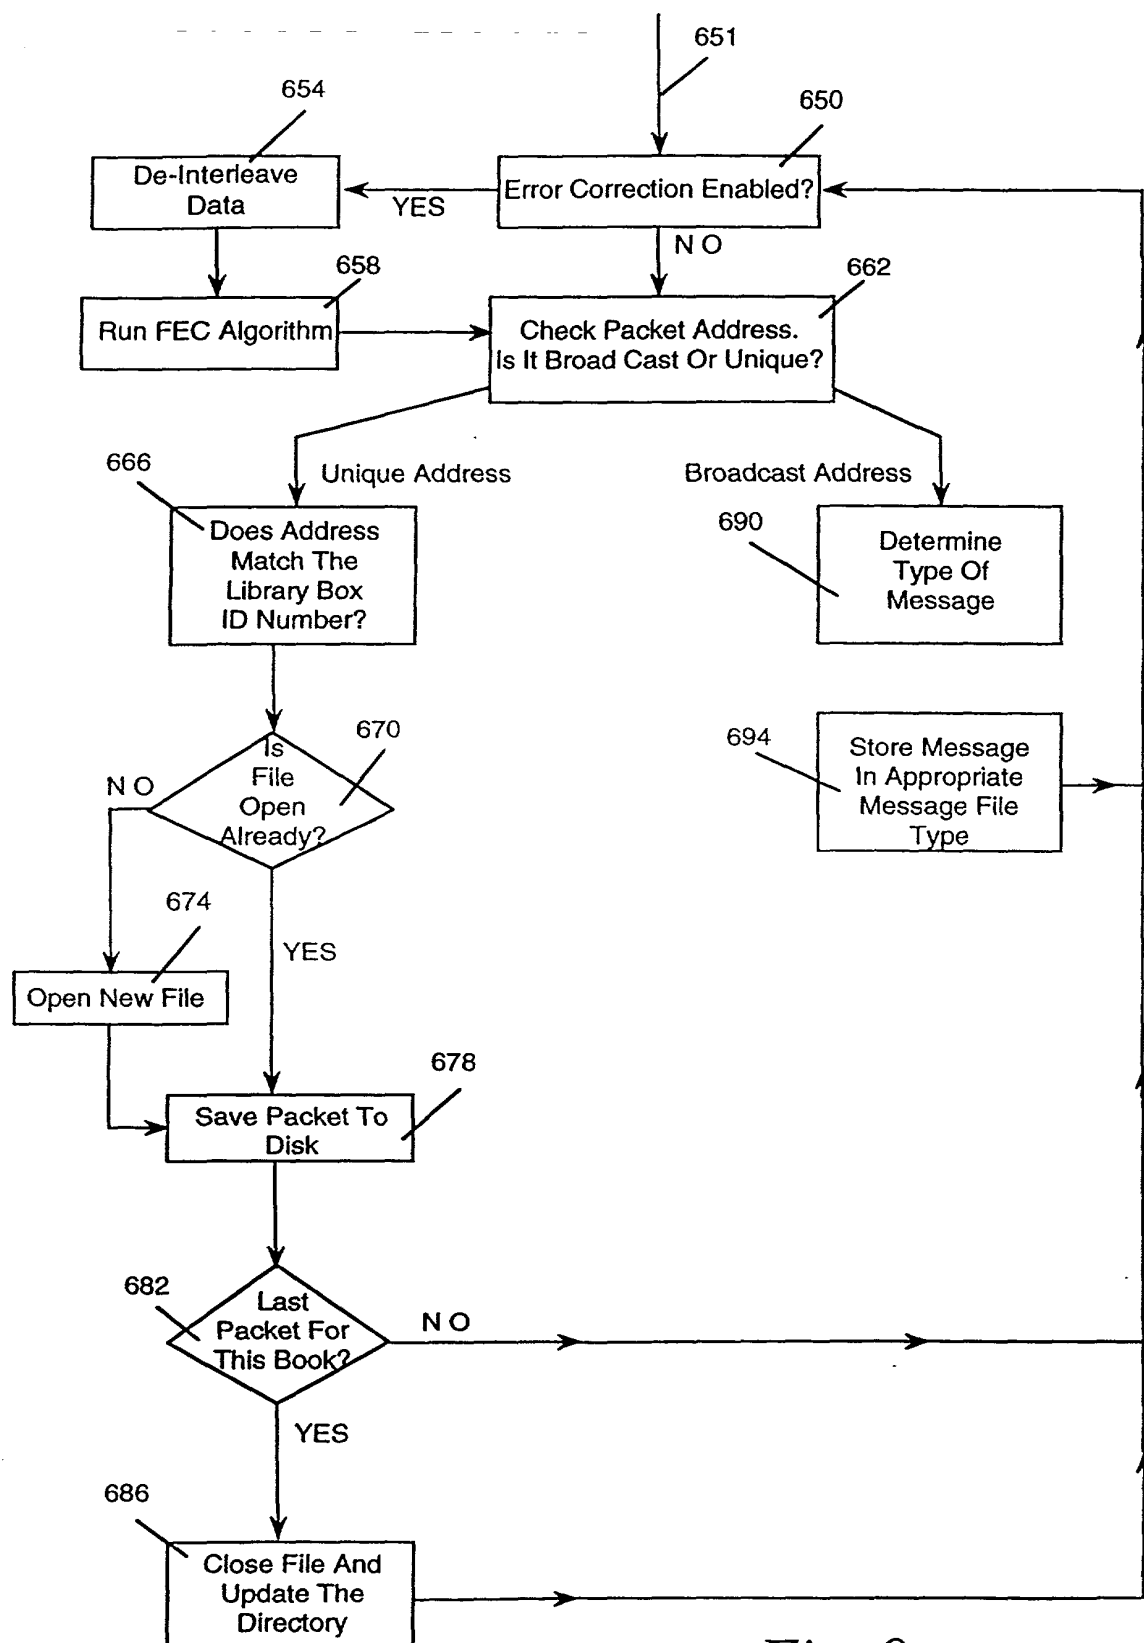 651
654
650
De-Interleave
Data
YES
Error Correction Enabled?
N O
658
662
Run FEC Algorithm
Check Packet Address.
Is It Broad Cast Or Unique?
666
Unique Address
Broadcast Address
690
Does Address
Match The
Library Box
ID Number?
Determine
Type Of
Message
670
694
Is
File
Open
Already?
N O
Store Message
In Appropriate
Message File
Type
674
YES
Open New File
678
Save Packet To
Disk
682
Last
Packet For
This Book?
N O
YES
686
Close File And
Update The
Directory